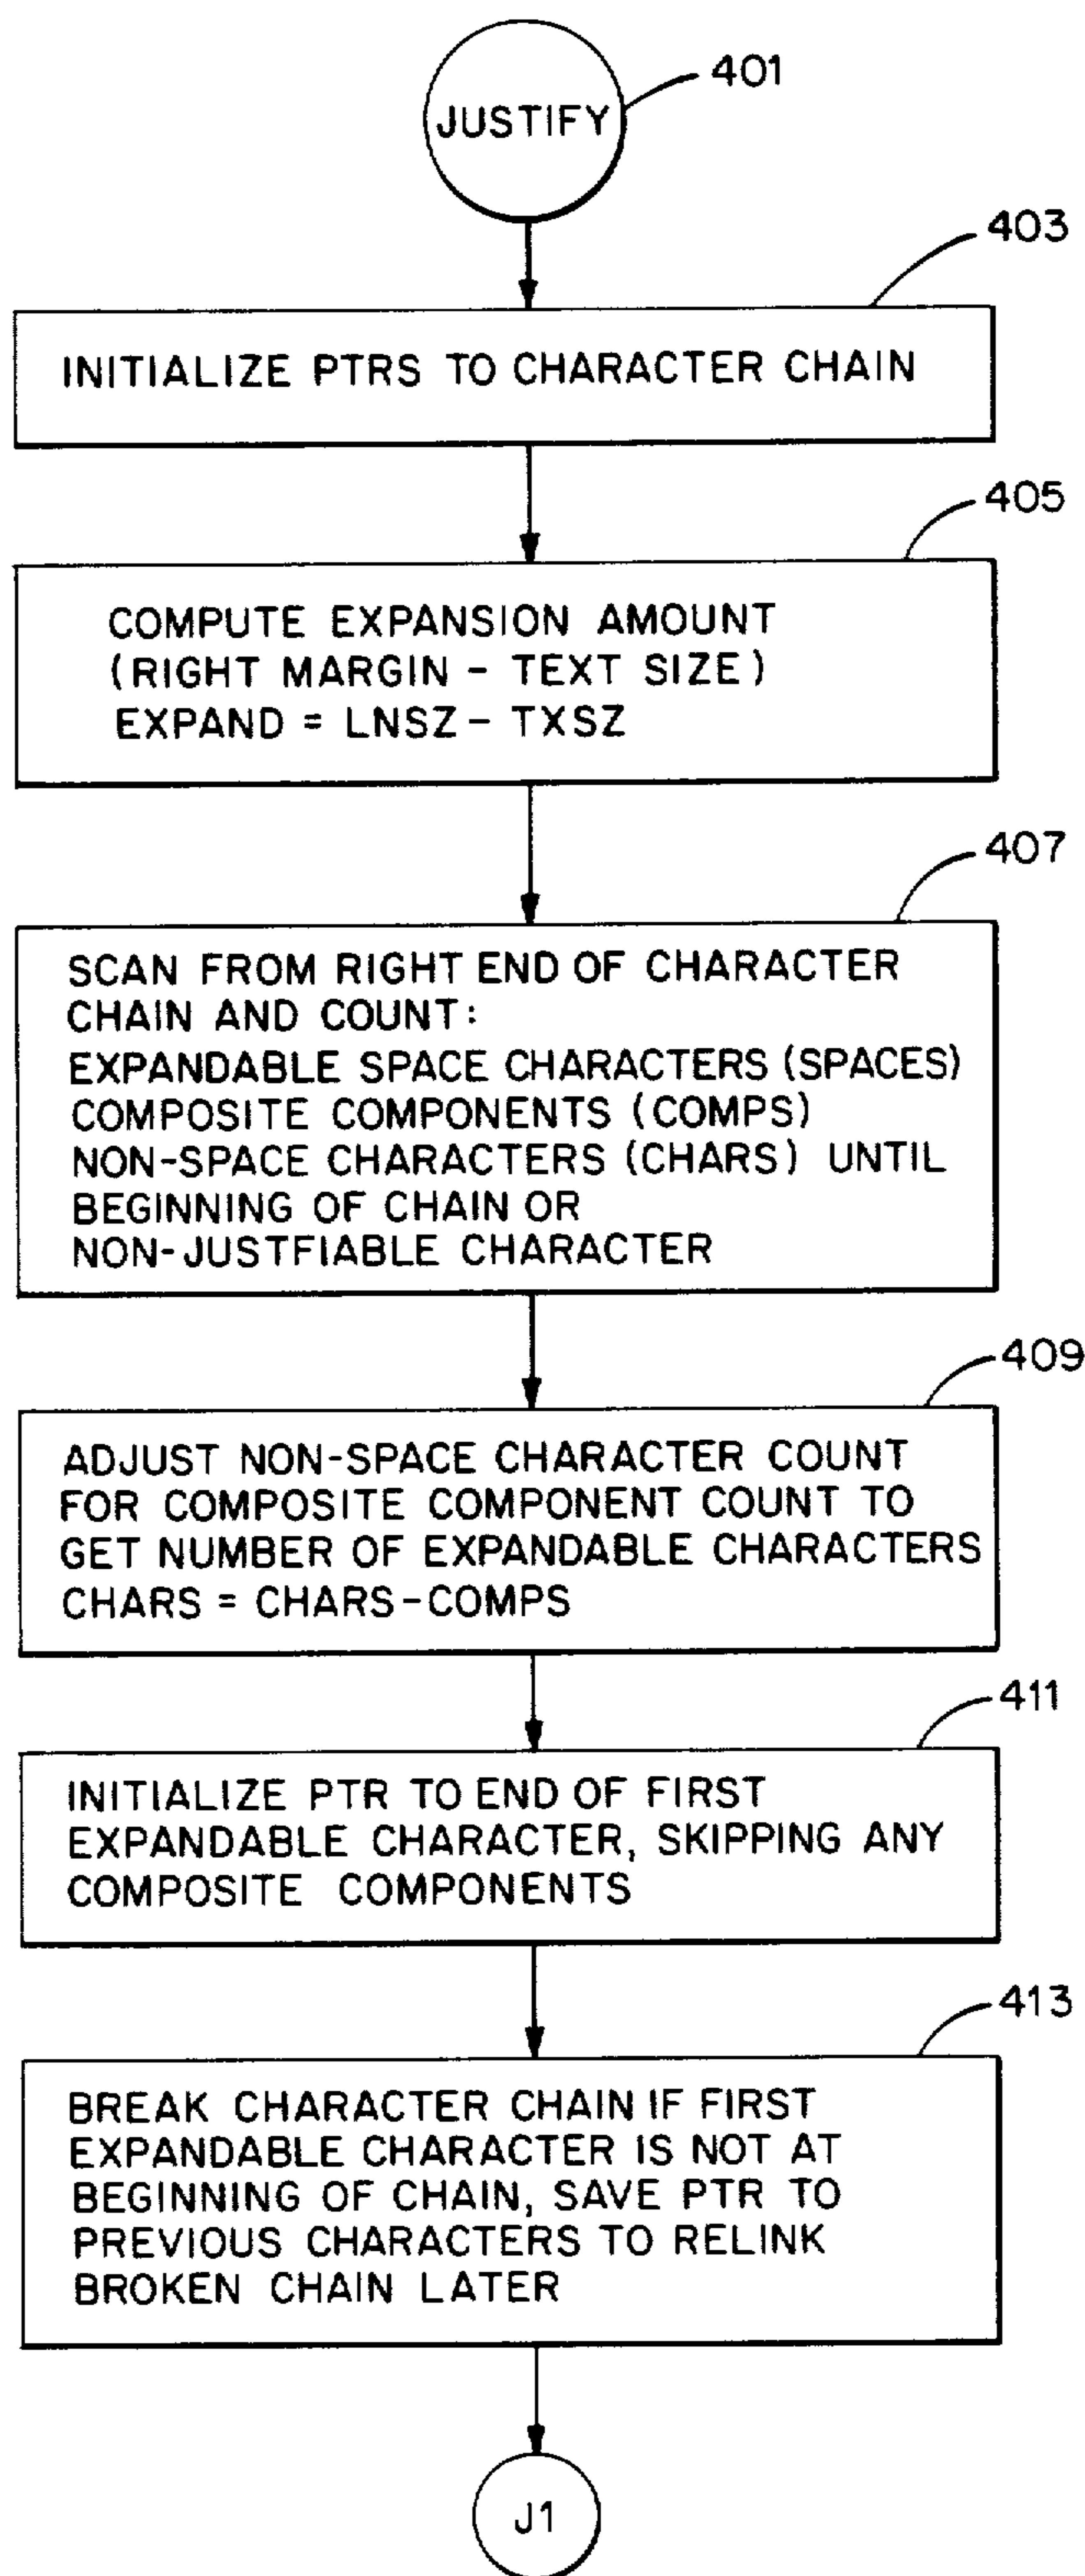 JUSTIFY
401
403
INITIALIZE PTRS TO CHARACTER CHAIN
405
COMPUTE EXPANSION AMOUNT
(RIGHT MARGIN - TEXT SIZE)
EXPAND = LNSZ - TXSZ
407
SCAN FROM RIGHT END OF CHARACTER
CHAIN AND COUNT:
EXPANDABLE SPACE CHARACTERS (SPACES)
COMPOSITE COMPONENTS (COMPS)
NON-SPACE CHARACTERS (CHARS) UNTIL
BEGINNING OF CHAIN OR
NON-JUSTFIABLE CHARACTER
409
ADJUST NON-SPACE CHARACTER COUNT
FOR COMPOSITE COMPONENT COUNT TO
GET NUMBER OF EXPANDABLE CHARACTERS
CHARS = CHARS-COMPS
411
INITIALIZE PTR TO END OF FIRST
EXPANDABLE CHARACTER, SKIPPING ANY
COMPOSITE COMPONENTS
413
BREAK CHARACTER CHAIN IF FIRST
EXPANDABLE CHARACTER IS NOT AT
BEGINNING OF CHAIN, SAVE PTR TO
PREVIOUS CHARACTERS TO RELINK
BROKEN CHAIN LATER
J1